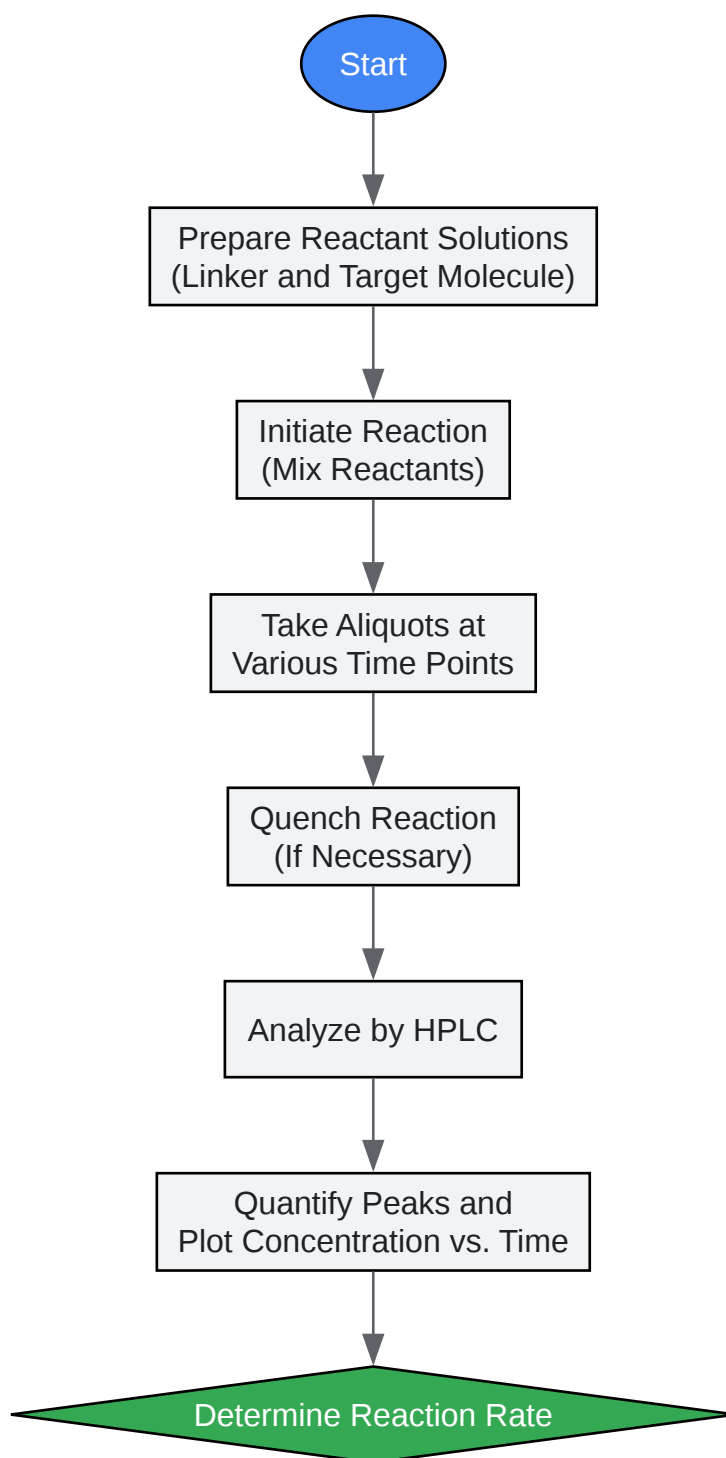 Start
Prepare Reactant Solutions
(Linker and Target Molecule)
Initiate Reaction
(Mix Reactants)
Take Aliquots at
Various Time Points
Quench Reaction
(If Necessary)
Analyze by HPLC
Quantify Peaks and
Plot Concentration vs. Time
Determine Reaction Rate